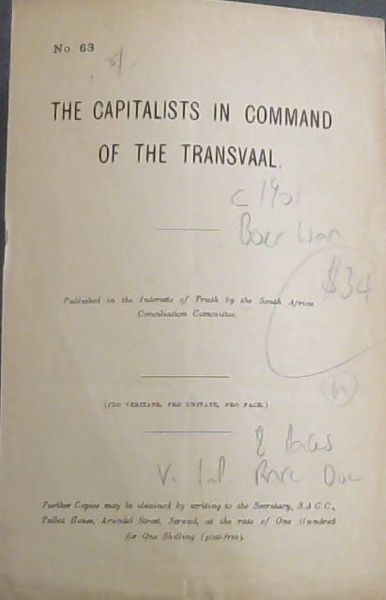 No 63
5/-
THE CAPITALISTS IN COMMAND
OF THE TRANSVAAL.
c 1901
Boer War
$34
Published in the Interests of Truth by the South Africa
Conciliation Committee.
(PRO VERITATE, PRO UNITATE, PRO PACE.)
8 Pages
V. Rare Doc
Further Copies may be obtained by writing to the Secretary, S.A.C.C.,
Talbot House, Arundel Street, Strand, at the rate of One Hundred
for One Shilling (post-free).